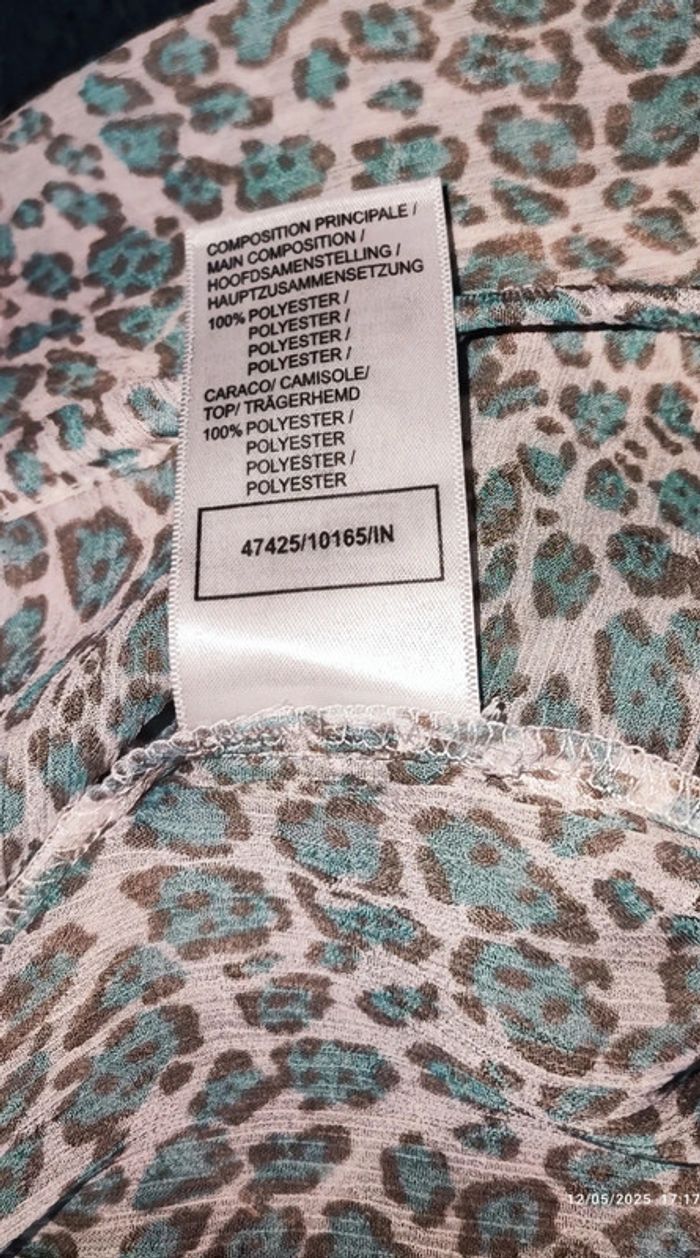 COMPOSITION PRINCIPALE /
MAIN COMPOSITION /
HOOFDSAMENSTELLING /
HAUPTZUSAMMENSETZUNG
100% POLYESTER /
POLYESTER /
POLYESTER /
POLYESTER /
CARACO/ CAMISOLE/
TOP/ TRÄGERHEMD
100% POLYESTER /
POLYESTER
POLYESTER /
POLYESTER
47425/10165/IN
12/05/2025 17:17